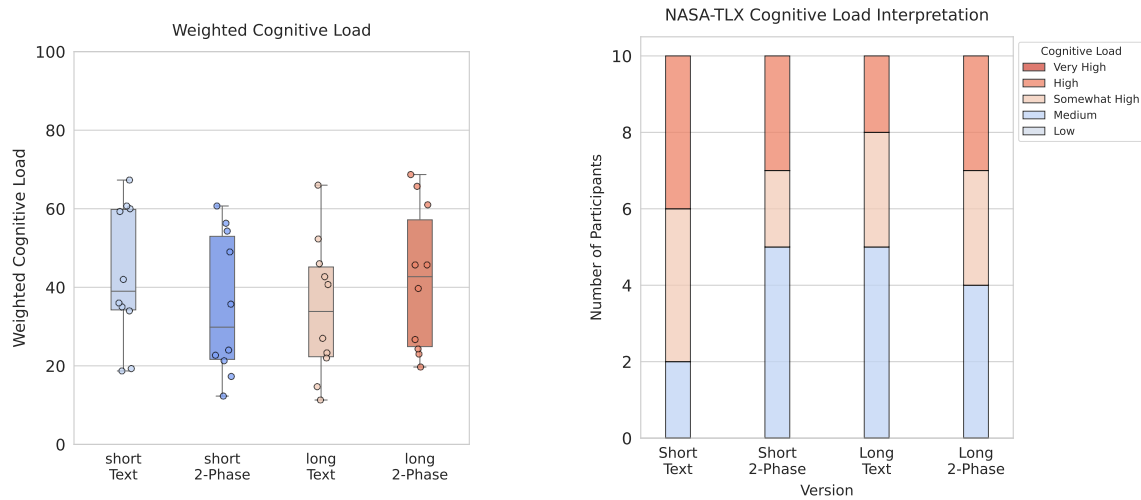 Weighted Cognitive Load
Weighted Cognitive Load
100
80
60
40
20
0
short
Text
short
2-Phase
long
Text
long
2-Phase
NASA-TLX Cognitive Load Interpretation
Number of Participants
10
8
6
4
2
0
Short
Text
Short
2-Phase
Long
Text
Long
2-Phase
Version
Cognitive Load
Very High
High
Somewhat High
Medium
Low